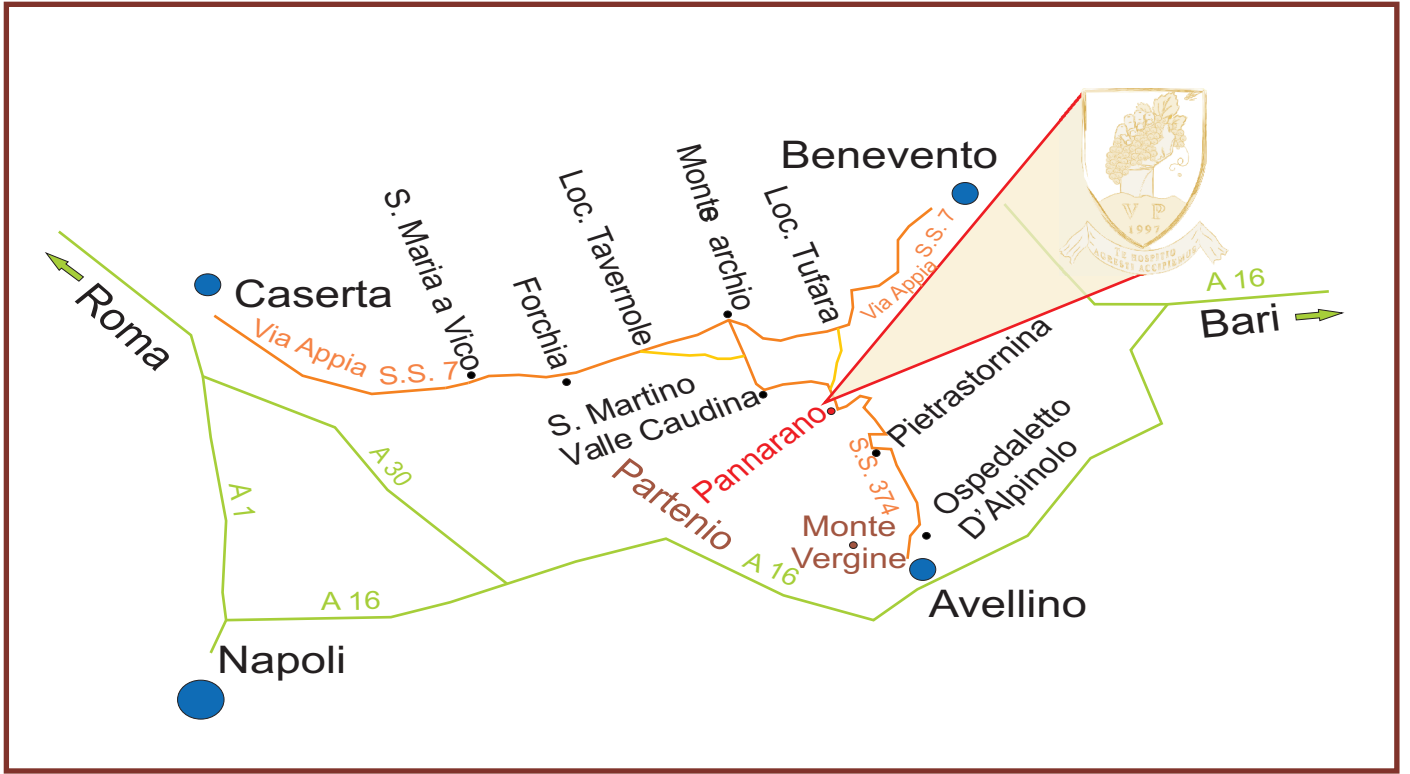 Benevento
V P
1997
Monte archio
Loc. Tufara
Loc. Tavernole
S. Maria a Vico
Via Appia S.S. 7
Roma
Caserta
Forchia
A 16
Bari
Via Appia S.S. 7
Pietrastornina
S. Martino
Valle Caudina
Pannarano
Ospedaletto
D'Alpinolo
A 30
A 1
Partenio
S.S. 374
Monte
Vergine
A 16
A 16
Avellino
Napoli